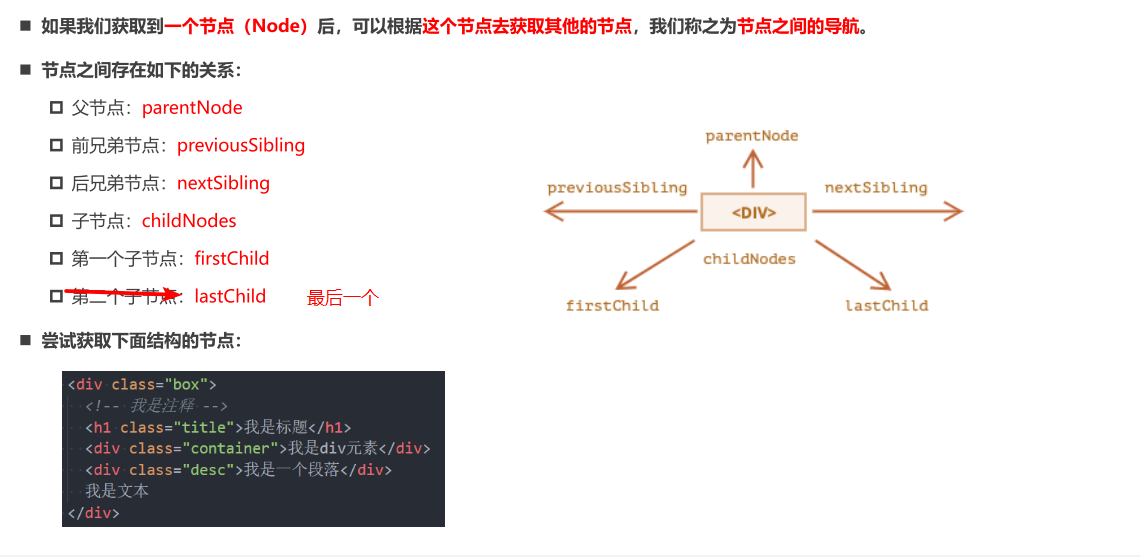 如果我们获取到一个节点（Node）后，可以根据这个节点去获取其他的节点，我们称之为节点之间的导航。
节点之间存在如下的关系：
父节点：parentNode
前兄弟节点：previousSibling
后兄弟节点：nextSibling
子节点：childNodes
第一个子节点：firstChild
第二个子节点：lastChild 最后一个
parentNode
previousSibling
nextSibling
<DIV>
childNodes
firstChild
lastChild
尝试获取下面结构的节点：
<div class="box">
<!-- 我是注释 -->
<h1 class="title">我是标题</h1>
<div class="container">我是div元素</div>
<div class="desc">我是一个段落</div>
我是文本
</div>